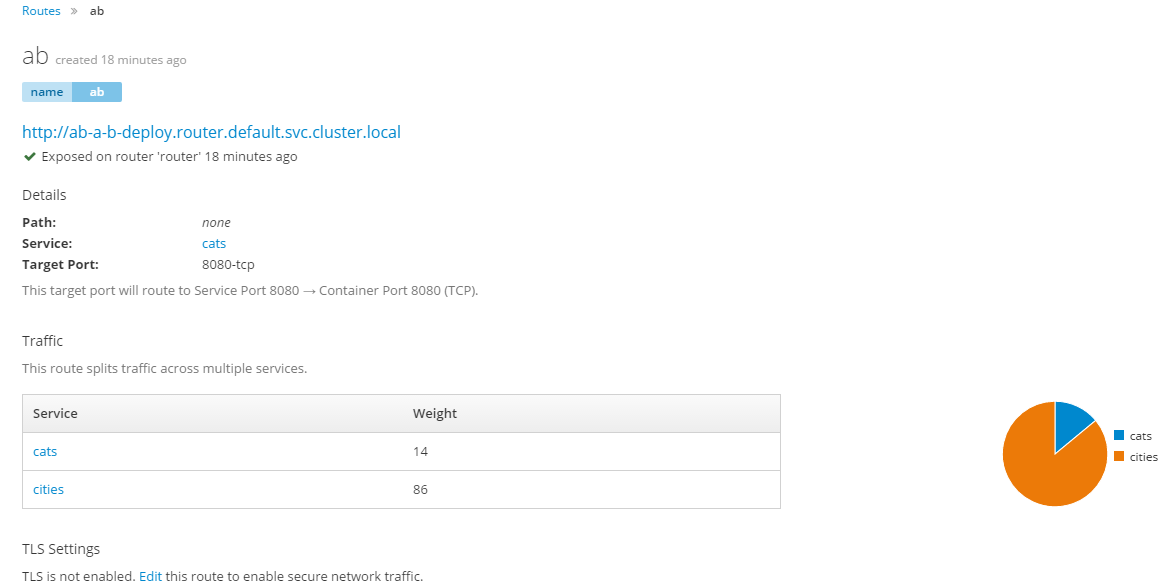 Routes » ab
ab created 18 minutes ago
name ab
http://ab-a-b-deploy.router.default.svc.cluster.local
Exposed on router 'router' 18 minutes ago
Details
Path: none
Service: cats
Target Port: 8080-tcp
This target port will route to Service Port 8080 → Container Port 8080 (TCP).
Traffic
This route splits traffic across multiple services.
Service Weight
cats 14
cities 86
cats
cities
TLS Settings
TLS is not enabled. Edit this route to enable secure network traffic.